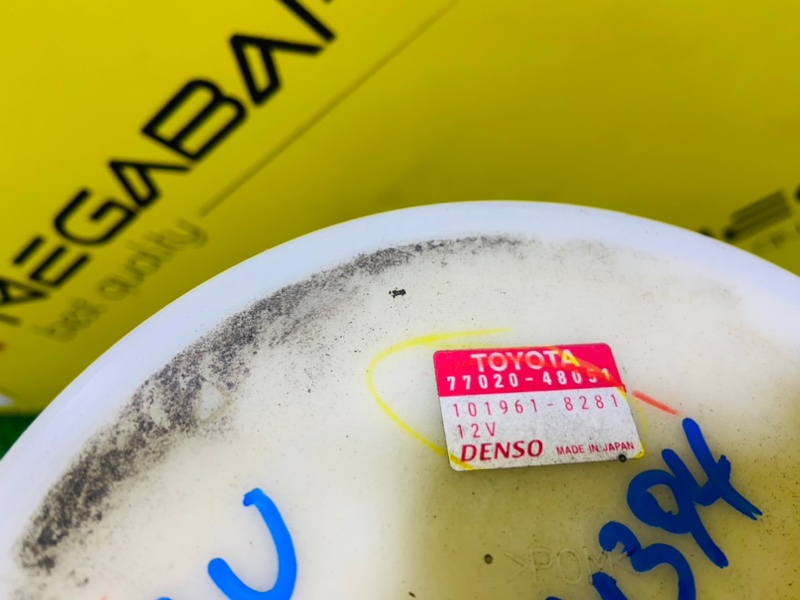 MEGABA
best quality
TOYOTA
77020-48051
101961-8281
12V
DENSO MADE IN JAPAN
>POM
394